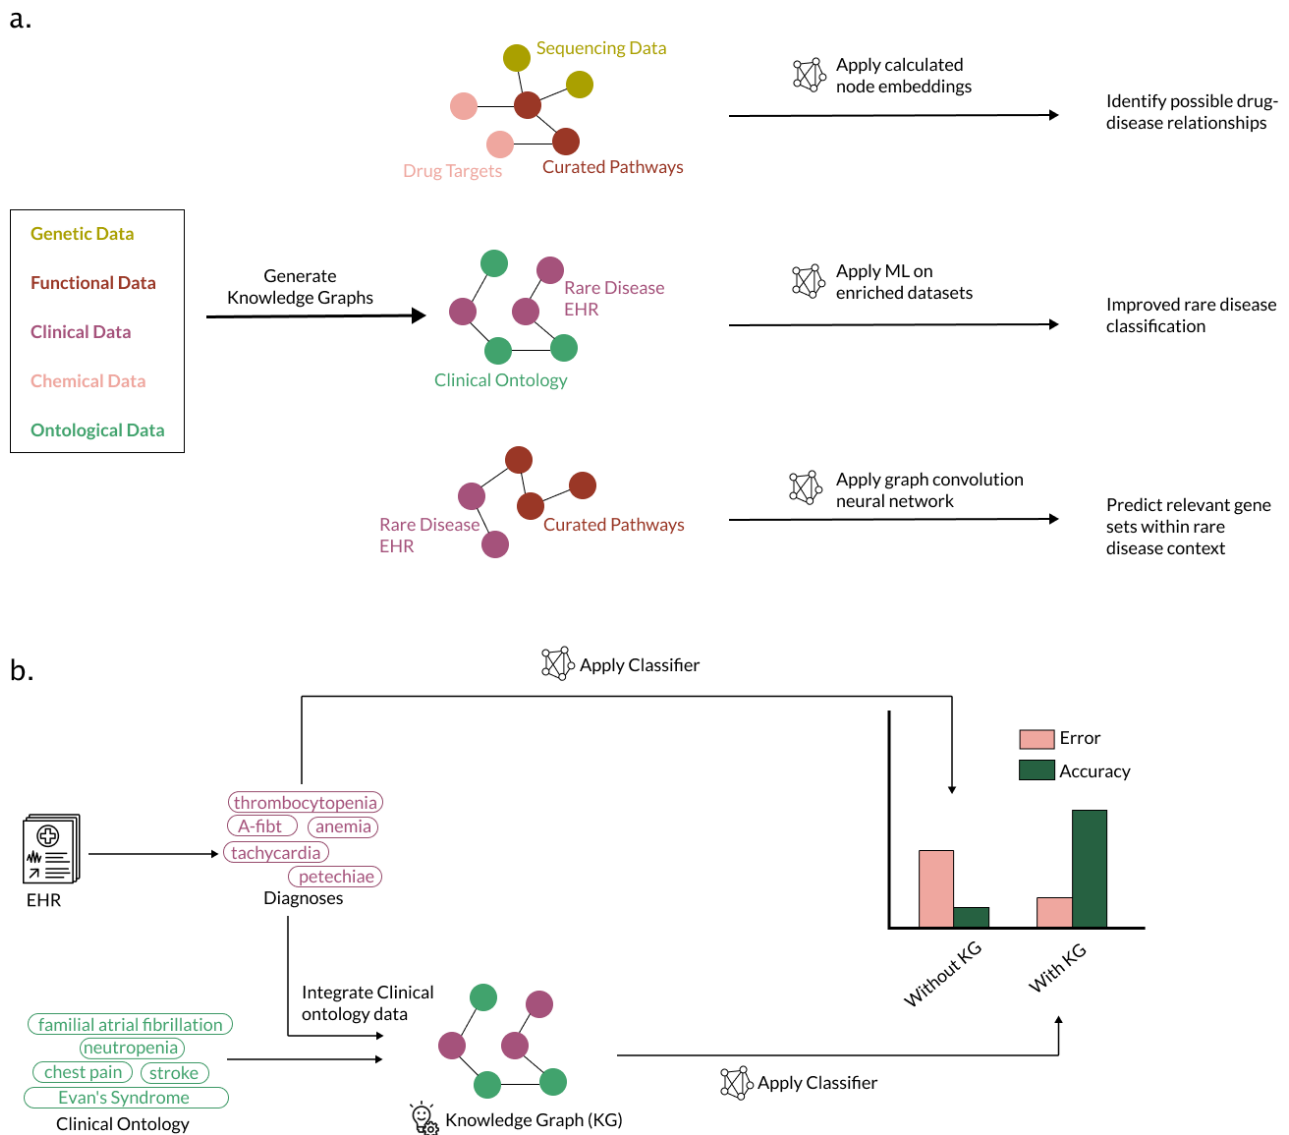 a.
Sequencing Data
Drug Targets
Curated Pathways
Apply calculated
node embeddings
Identify possible drug-
disease relationships
Genetic Data
Functional Data
Clinical Data
Chemical Data
Ontological Data
Generate
Knowledge Graphs
Rare Disease
EHR
Clinical Ontology
Apply ML on
enriched datasets
Improved rare disease
classification
Rare Disease
EHR
Curated Pathways
Apply graph convolution
neural network
Predict relevant gene
sets within rare
disease context
b.
Apply Classifier
EHR
thrombocytopenia
A-fibt
anemia
tachycardia
petechiae
Diagnoses
Error
Accuracy
Without KG
With KG
Integrate Clinical
ontology data
familial atrial fibrillation
neutropenia
chest pain
stroke
Evan's Syndrome
Clinical Ontology
Knowledge Graph (KG)
Apply Classifier